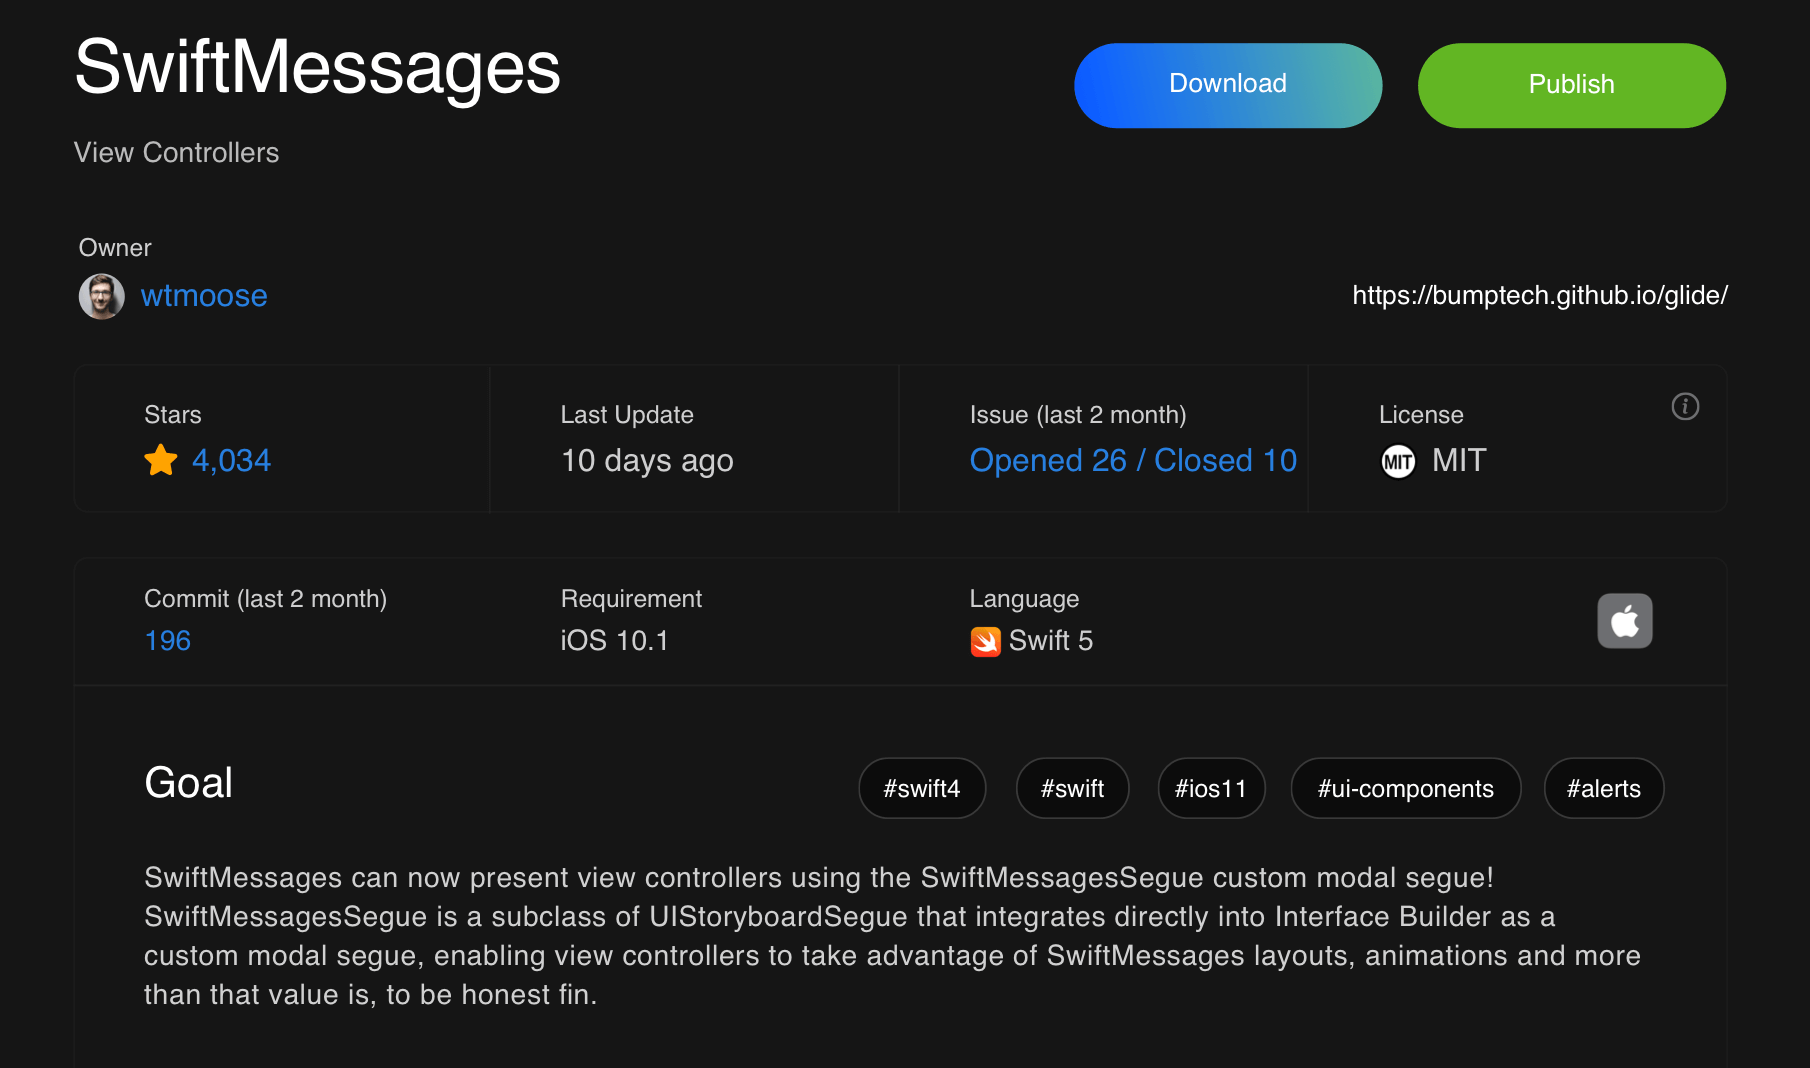 SwiftMessages
Download
Publish
View Controllers
Owner
wtmoose
https://bumptech.github.io/glide/
Stars
4,034
Last Update
10 days ago
Issue (last 2 month)
Opened 26 / Closed 10
License
MIT MIT
Commit (last 2 month)
196
Requirement
iOS 10.1
Language
Swift 5
Goal
#swift4
#swift
#ios11
#ui-components
#alerts
SwiftMessages can now present view controllers using the SwiftMessagesSegue custom modal segue!
SwiftMessagesSegue is a subclass of UIStoryboardSegue that integrates directly into Interface Builder as a
custom modal segue, enabling view controllers to take advantage of SwiftMessages layouts, animations and more
than that value is, to be honest fin.